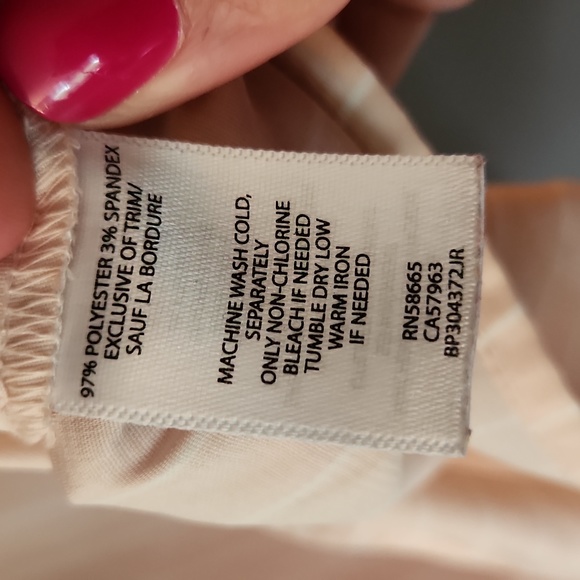 97% POLYESTER 3% SPANDEX
EXCLUSIVE OF TRIM/
SAUF LA BORDURE
MACHINE WASH COLD,
SEPARATELY
ONLY NON-CHLORINE
BLEACH IF NEEDED
TUMBLE DRY LOW
WARM IRON
IF NEEDED
RN58665
CA57963
BP304372JR